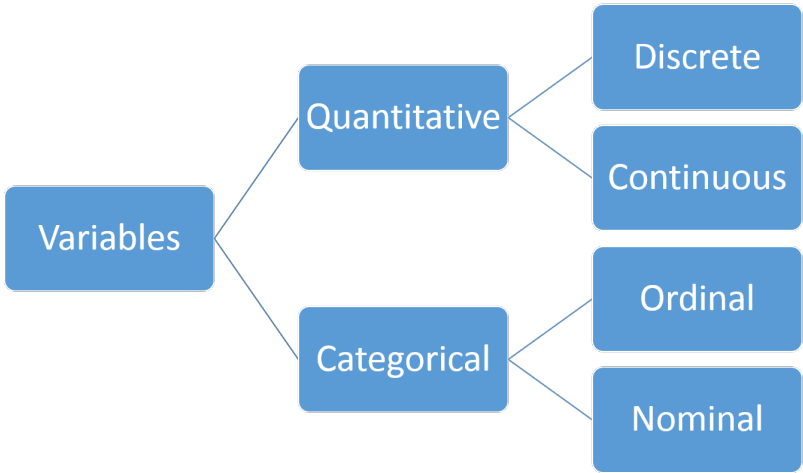 Variables
Quantitative
Discrete
Continuous
Categorical
Ordinal
Nominal